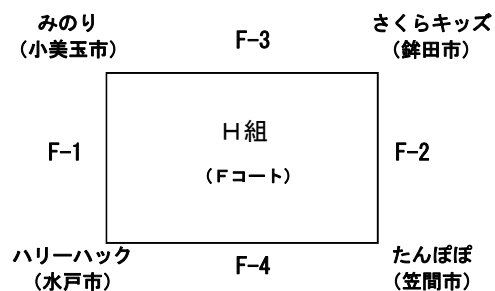 みのり
（小美玉市）
F-3
さくらキッズ
（鉾田市）
F-1
H組
（Fコート）
F-2
ハリーハック
（水戸市）
F-4
たんぽぽ
（笠間市）